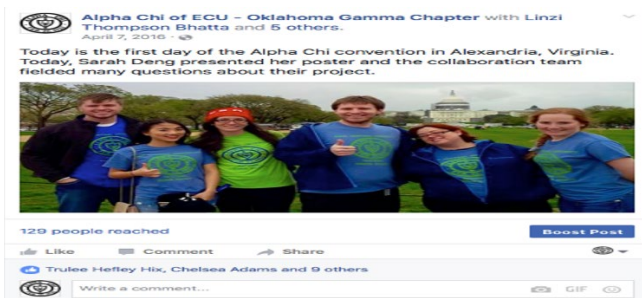 Alpha Chi of ECU - Oklahoma Gamma Chapter with Linzi
Thompson Bhatta and 5 others.
April 7, 2016 ·
Today is the first day of the Alpha Chi convention in Alexandria, Virginia.
Today, Sarah Deng presented her poster and the collaboration team
fielded many questions about their project.
129 people reached
Boost Post
Like Comment Share
Trulee Hefley Hix, Chelsea Adams and 9 others
Write a comment...
GIF